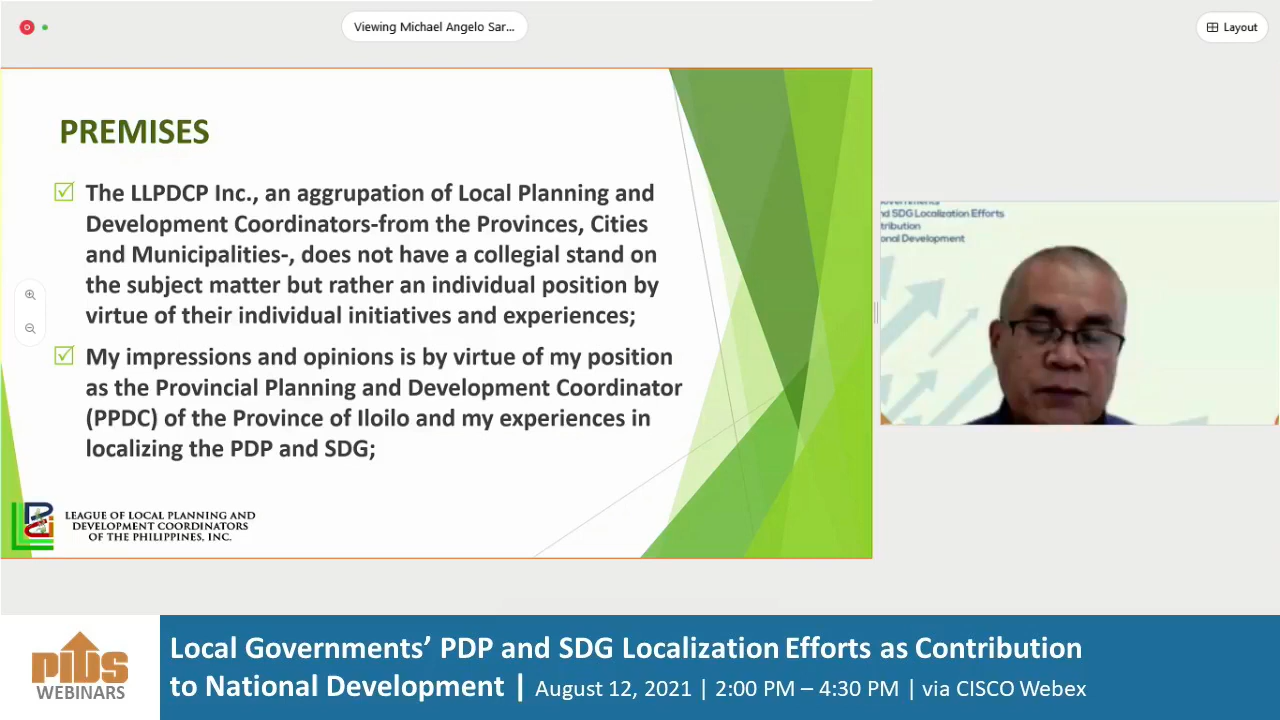 Viewing Michael Angelo Sar...
Layout
PREMISES
The LLPDCP Inc., an aggrupation of Local Planning and
Development Coordinators-from the Provinces, Cities
and Municipalities-, does not have a collegial stand on
the subject matter but rather an individual position by
virtue of their individual initiatives and experiences;
My impressions and opinions is by virtue of my position
as the Provincial Planning and Development Coordinator
(PPDC) of the Province of Iloilo and my experiences in
localizing the PDP and SDG;
LEAGUE OF LOCAL PLANNING AND
DEVELOPMENT COORDINATORS
OF THE PHILIPPINES, INC.
nd SDG Localization Efforts
tribution
onal Development
PIDS
WEBINARS
Local Governments' PDP and SDG Localization Efforts as Contribution
to National Development | August 12, 2021 | 2:00 PM – 4:30 PM | via CISCO Webex